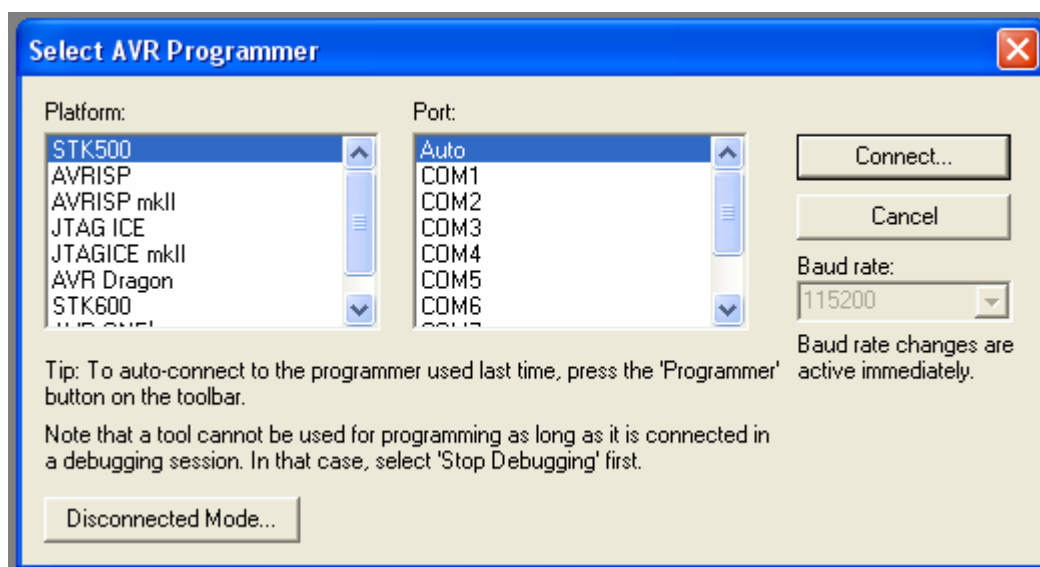 Select AVR Programmer
Platform:
STK500
AVRISP
AVRISP mkII
JTAG ICE
JTAGICE mkII
AVR Dragon
STK600
Port:
Auto
COM1
COM2
COM3
COM4
COM5
COM6
Connect...
Cancel
Baud rate:
115200
Baud rate changes are
active immediately.
Tip: To auto-connect to the programmer used last time, press the 'Programmer'
button on the toolbar.
Note that a tool cannot be used for programming as long as it is connected in
a debugging session. In that case, select 'Stop Debugging' first.
Disconnected Mode...